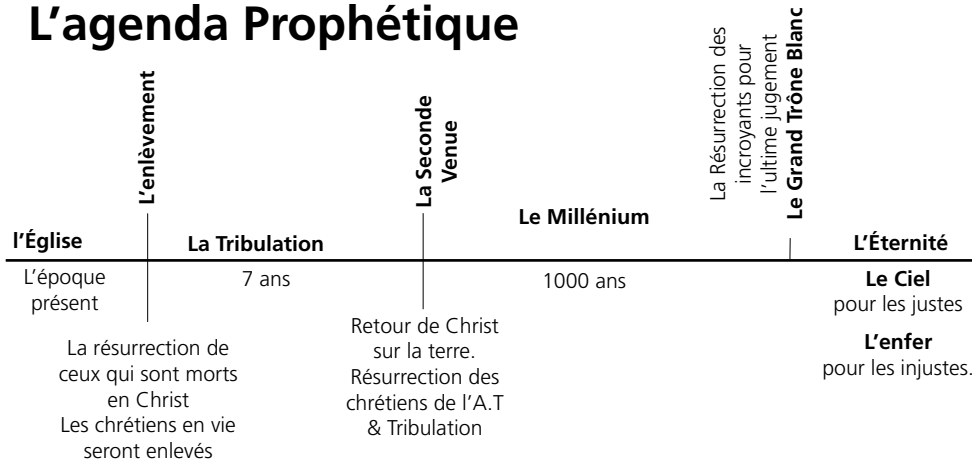 L'agenda Prophétique
L'enlèvement
La Seconde
Venue
La Résurrection des
incroyants pour
l'ultime jugement
Le Grand Trône Blanc
l'Église
La Tribulation
Le Millénium
L'Éternité
L'époque
présent
7 ans
1000 ans
Le Ciel
pour les justes
L'enfer
pour les injustes.
La résurrection de
ceux qui sont morts
en Christ
Les chrétiens en vie
seront enlevés
Retour de Christ
sur la terre.
Résurrection des
chrétiens de l'A.T
& Tribulation